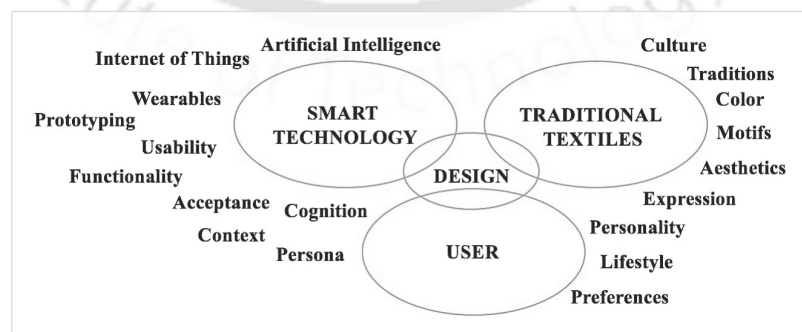 Artificial Intelligence
Internet of Things
Wearables
Prototyping
Usability
Functionality
Acceptance
Cognition
Context
Persona
SMART
TECHNOLOGY
TRADITIONAL
TEXTILES
DESIGN
USER
Culture
Traditions
Color
Motifs
Aesthetics
Expression
Personality
Lifestyle
Preferences